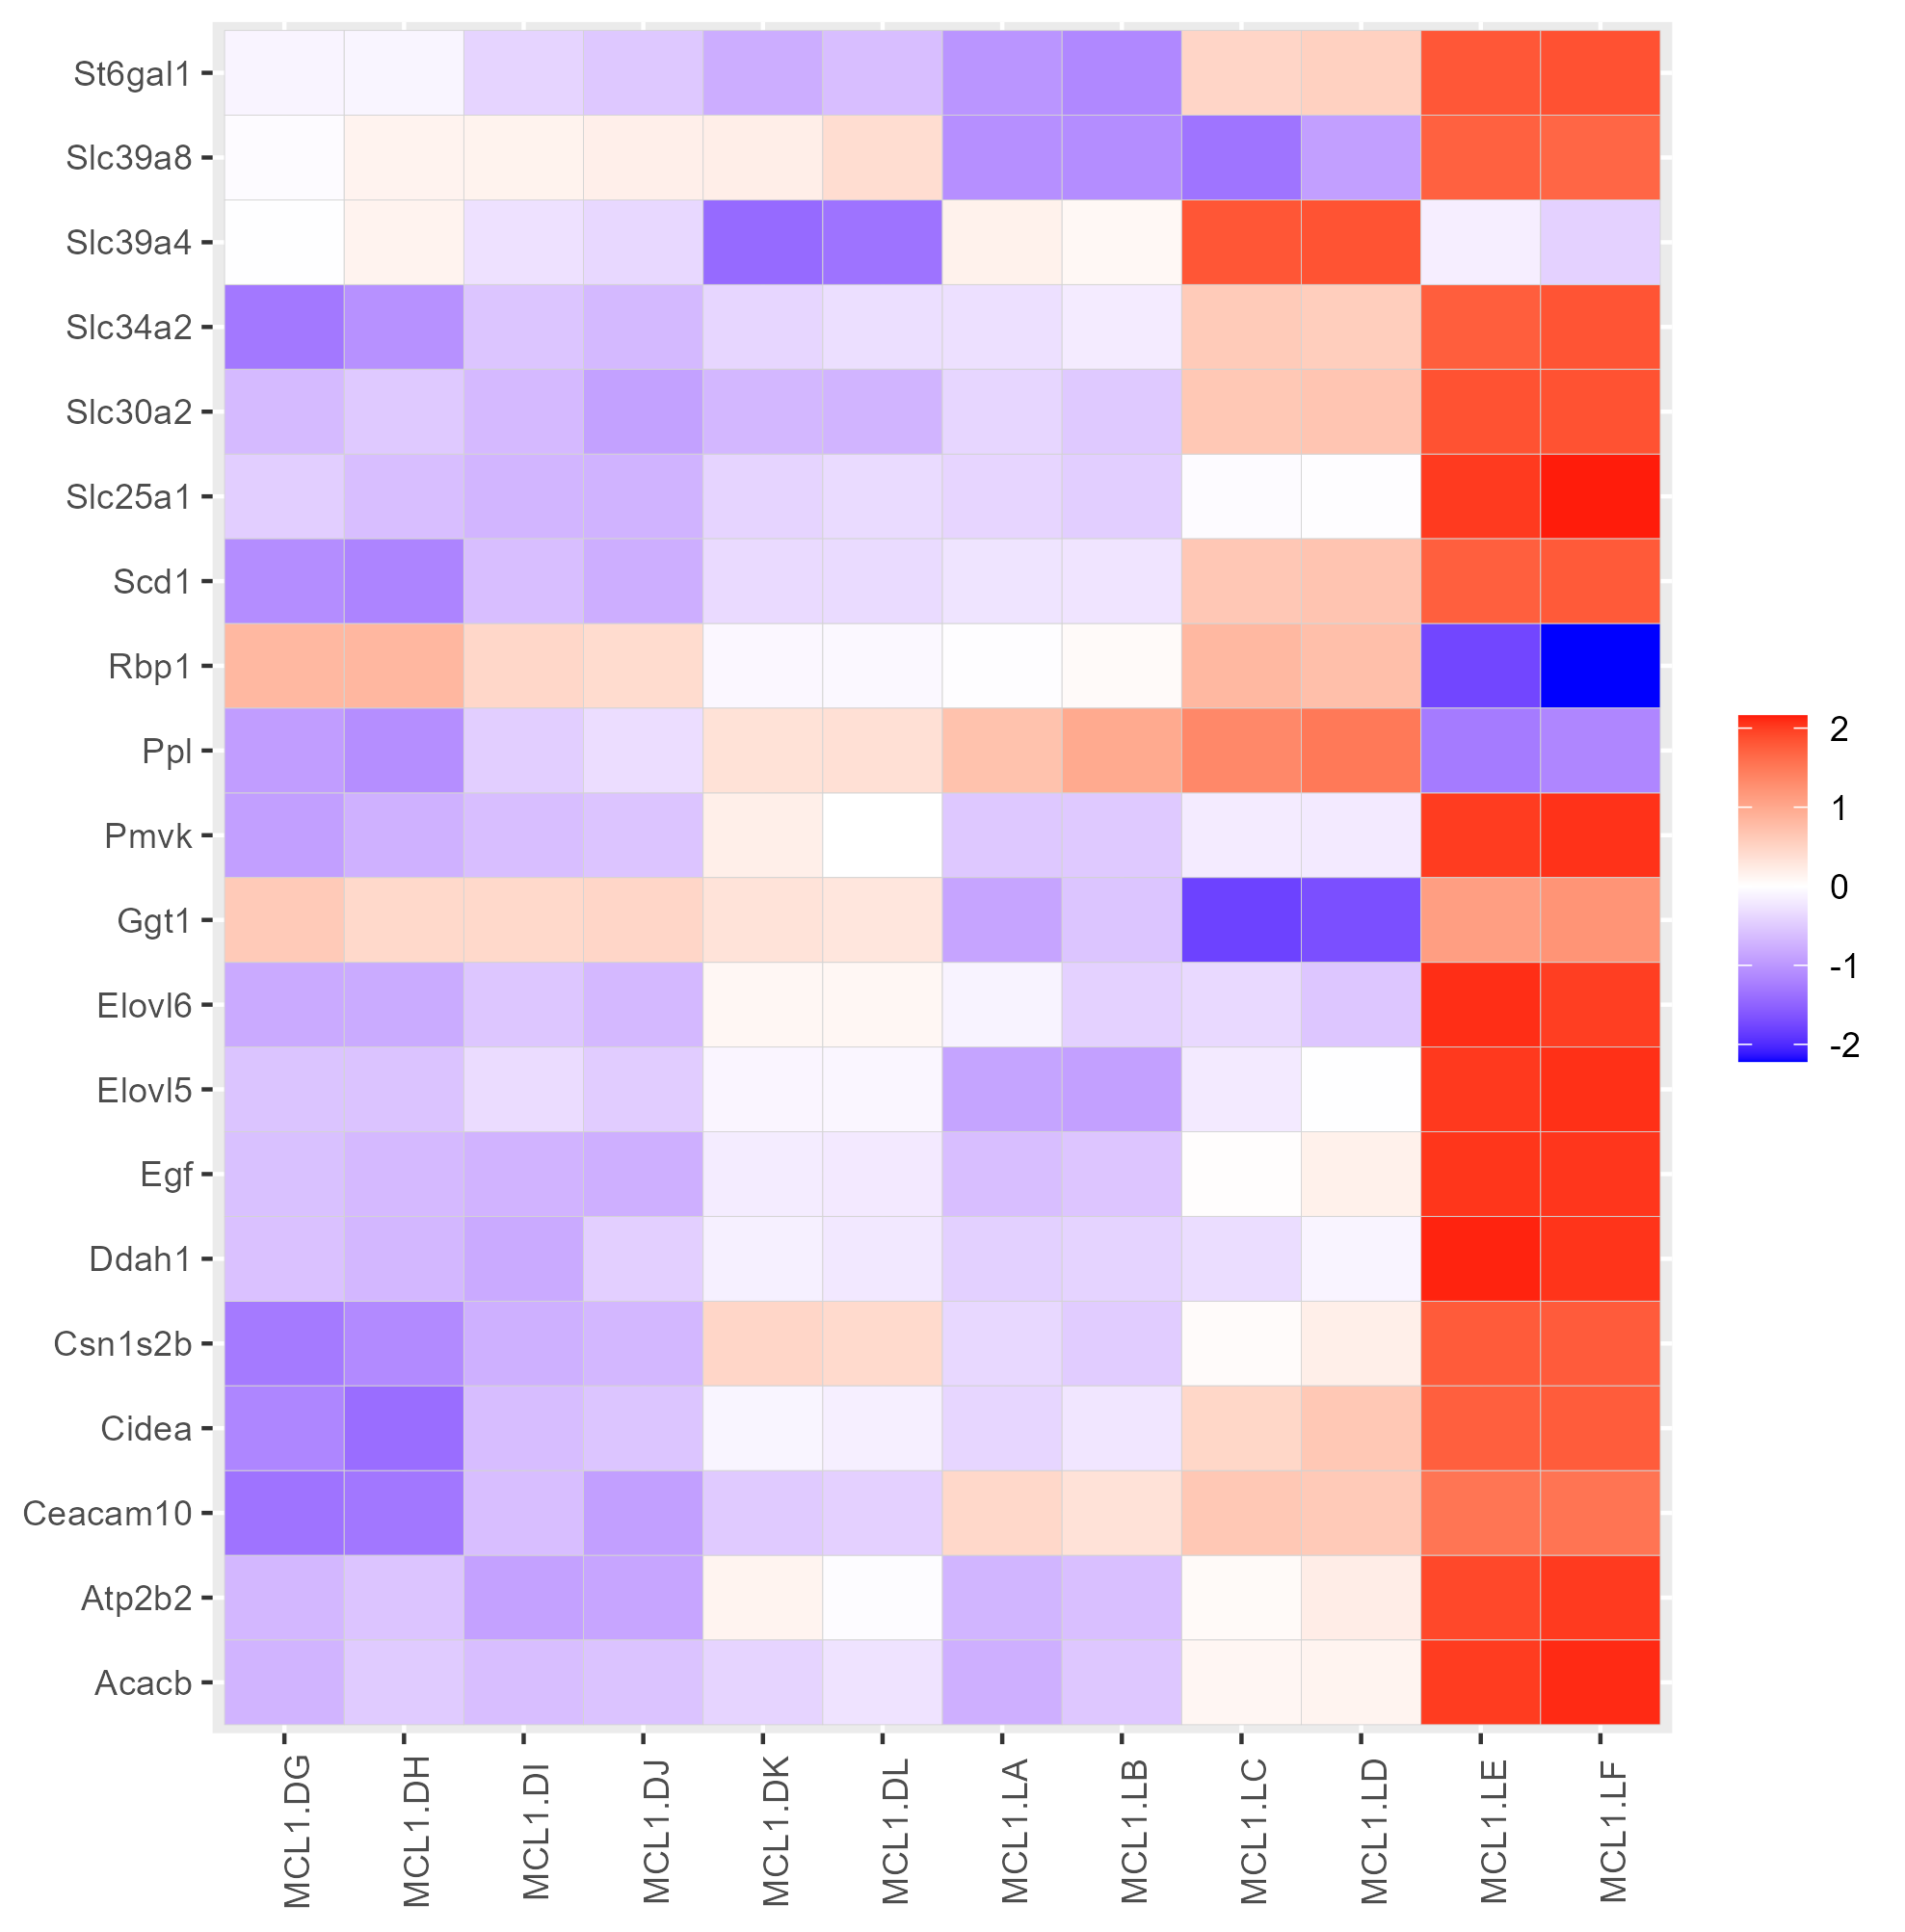 St6gal1
Slc39a8
Slc39a4
Slc34a2
Slc30a2
Slc25a1
Scd1
Rbp1
Ppl
Pmvk
Ggt1
Elovl6
Elovl5
Egf
Ddah1
Csn1s2b
Cidea
Ceacam10
Atp2b2
Acacb
MCL1.DG
MCL1.DH
MCL1.DI
MCL1.DJ
MCL1.DK
MCL1.DL
MCL1.LA
MCL1.LB
MCL1.LC
MCL1.LD
MCL1.LE
MCL1.LF
2
1
0
-1
-2